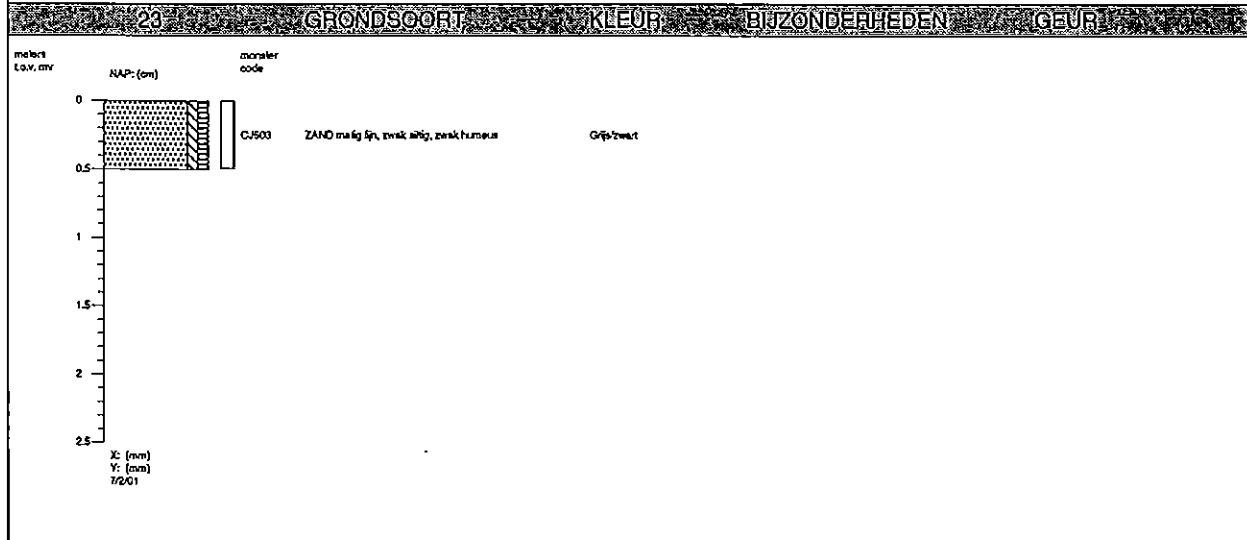 23 GRONDSOORT KLEUR BIJZONDERHEDEN GEUR
meters t.o.v. mv
NAP: (cm)
monster code
0
CJ503 ZAND matig fijn, zwak siltig, zwak humeus Grijs/zwart
0.5
1
1.5
2
2.5
X: (mm)
Y: (mm)
7/2/01